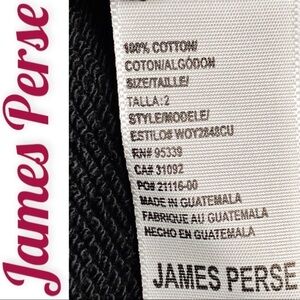 James Perse
100% COTTON/
COTON/ALGÓDON
SIZE/TAILLE/
TALLA: 2
STYLE/MODELE/
ESTILO# WOY2848CU
RN# 95339
CA# 31092
PO# 21116-00
MADE IN GUATEMALA
FABRIQUE AU GUATEMALA
HECHO EN GUATEMALA
JAMES PERSE